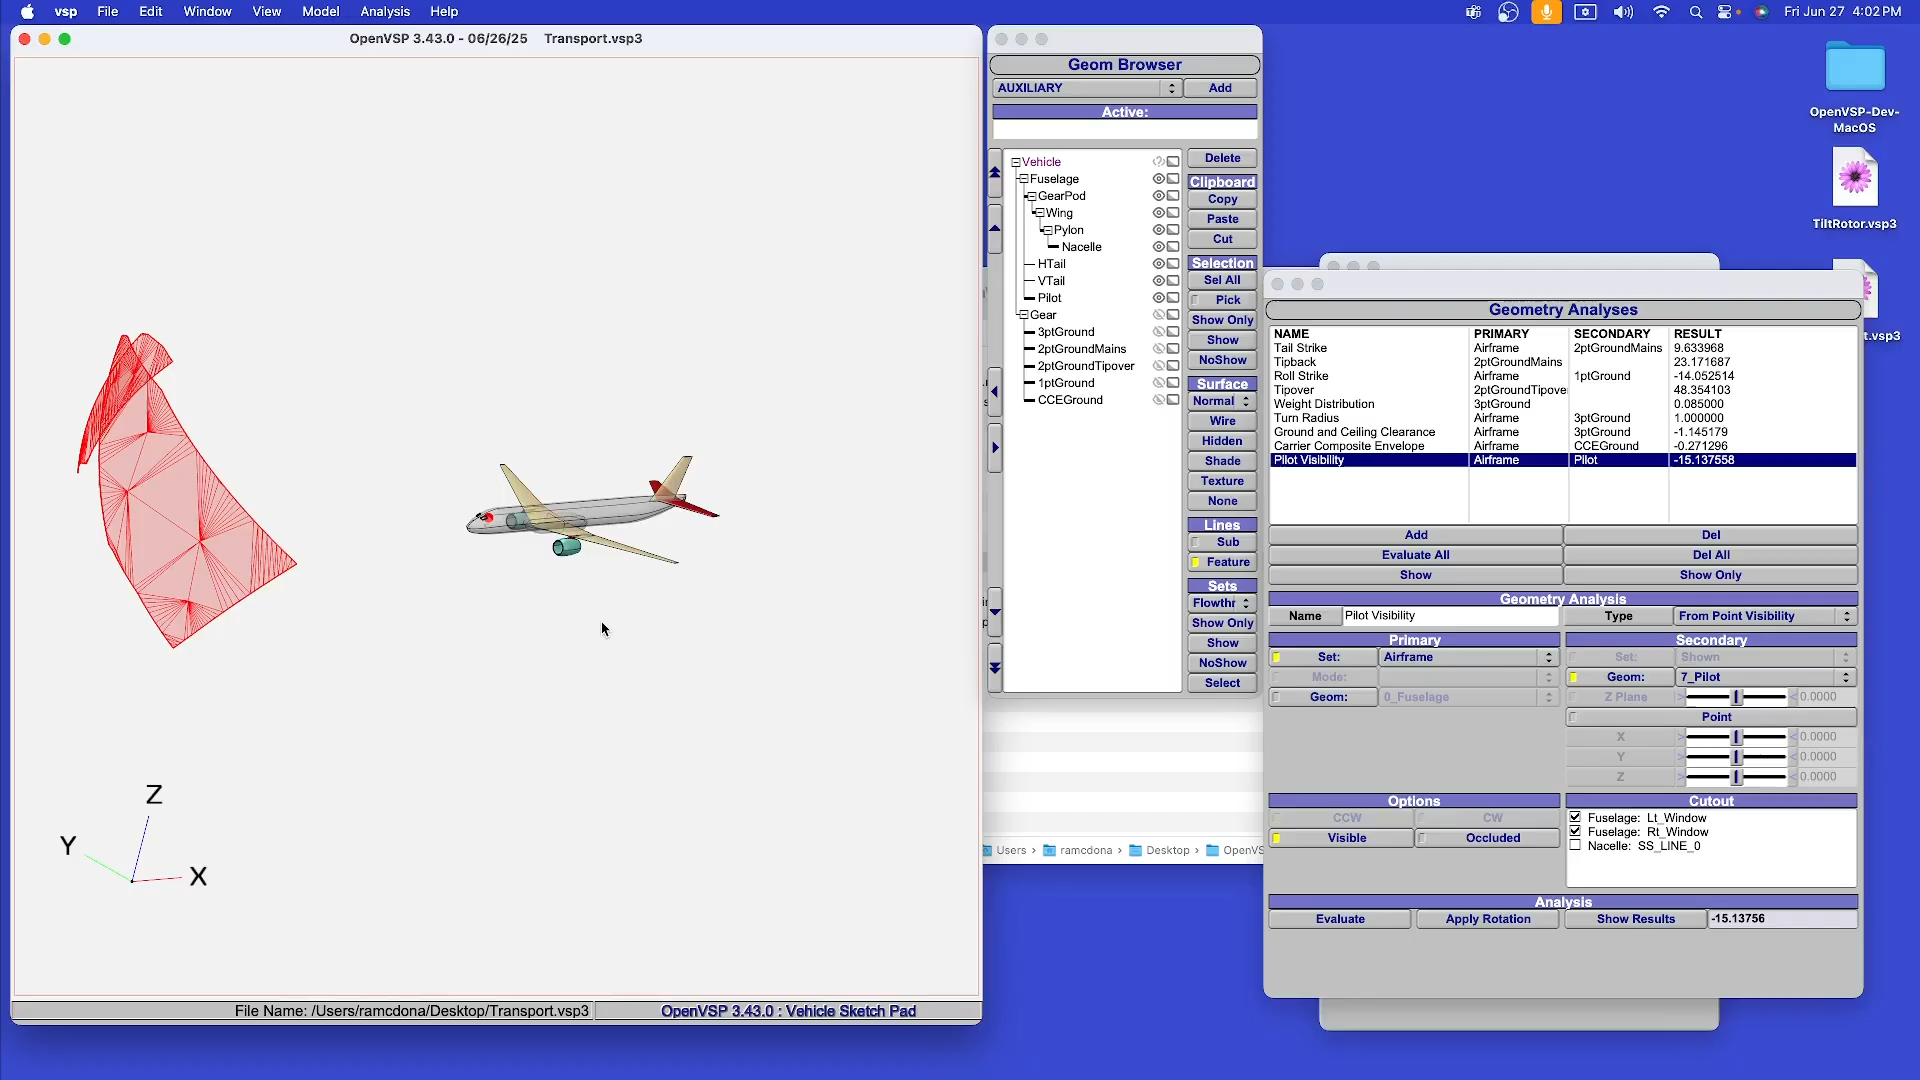 vsp File Edit Window View Model Analysis Help
Fri Jun 27 4:02 PM
OpenVSP 3.43.0 - 06/26/25 Transport.vsp3
Z
Y
X
File Name: /Users/ramcdona/Desktop/Transport.vsp3
OpenVSP 3.43.0 : Vehicle Sketch Pad
Geom Browser
AUXILIARY
Add
Active:
Vehicle
Fuselage
GearPod
Wing
Pylon
Nacelle
HTail
VTail
Pilot
Gear
3ptGround
2ptGroundMains
2ptGroundTipover
1ptGround
CCEGround
Delete
Clipboard
Copy
Paste
Cut
Selection
Sel All
Pick
Show Only
Show
NoShow
Surface
Normal
Wire
Hidden
Shade
Texture
None
Lines
Sub
Feature
Sets
Flowthr
Show Only
Show
NoShow
Select
Users › ramcdona › Desktop › OpenVS
OpenVSP-Dev-
MacOS
TiltRotor.vsp3
t.vsp3
Geometry Analyses
NAME PRIMARY SECONDARY RESULT
Tail Strike Airframe 2ptGroundMains 9.633968
Tipback 2ptGroundMains 23.171687
Roll Strike Airframe 1ptGround -14.052514
Tipover 2ptGroundTipove 48.354103
Weight Distribution 3ptGround 0.085000
Turn Radius Airframe 3ptGround 1.000000
Ground and Ceiling Clearance Airframe 3ptGround -1.145179
Carrier Composite Envelope Airframe CCEGround -0.271296
Pilot Visibility Airframe Pilot -15.137558
Add Del
Evaluate All Del All
Show Show Only
Geometry Analysis
Name Pilot Visibility Type From Point Visibility
Primary
Set: Airframe
Mode:
Geom: 0_Fuselage
Secondary
Set: Shown
Geom: 7_Pilot
Z Plane > < 0.0000
Point
X > < 0.0000
Y > < 0.0000
Z > < 0.0000
Options
CCW CW
Visible Occluded
Cutout
Fuselage: Lt_Window
Fuselage: Rt_Window
Nacelle: SS_LINE_0
Analysis
Evaluate Apply Rotation Show Results -15.13756